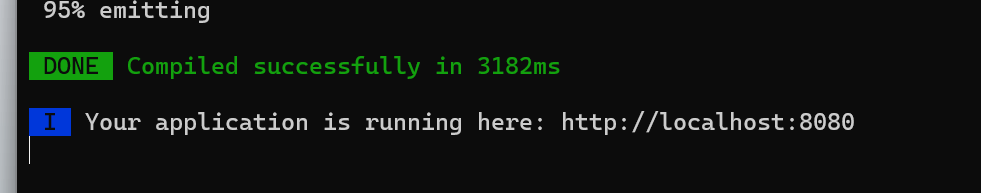 95% emitting
DONE Compiled successfully in 3182ms
I Your application is running here: http://localhost:8080